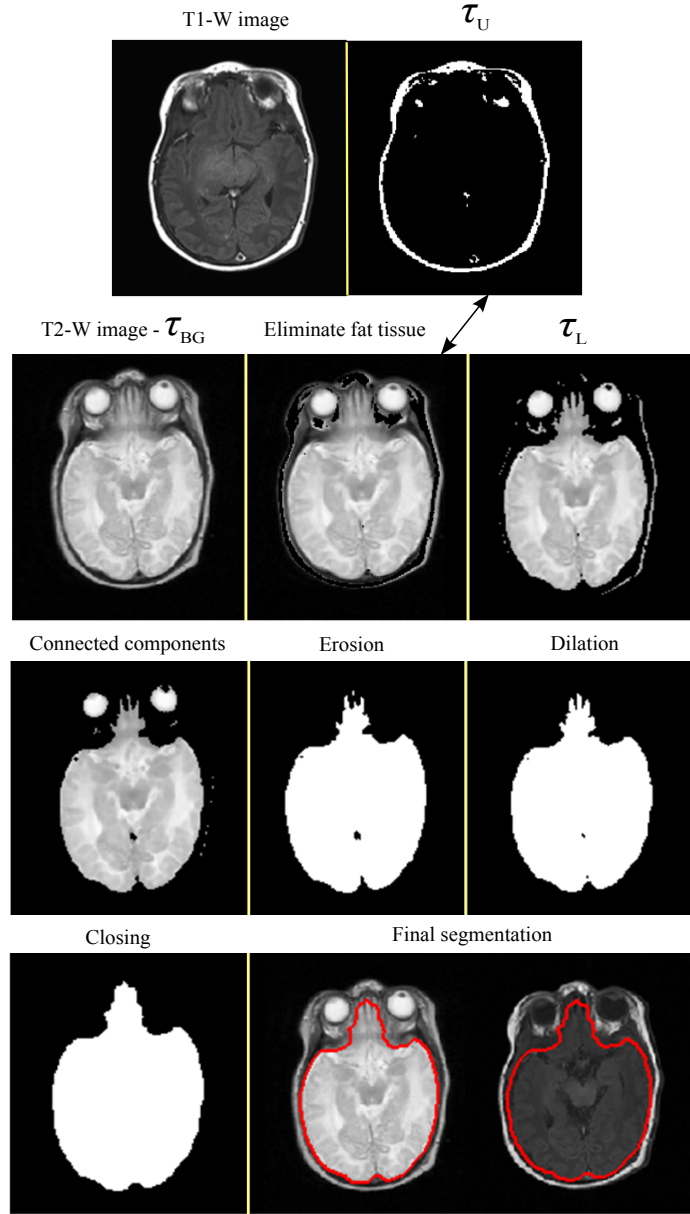 T1-W image
τU
T2-W image - τBG
Eliminate fat tissue
τL
Connected components
Erosion
Dilation
Closing
Final segmentation